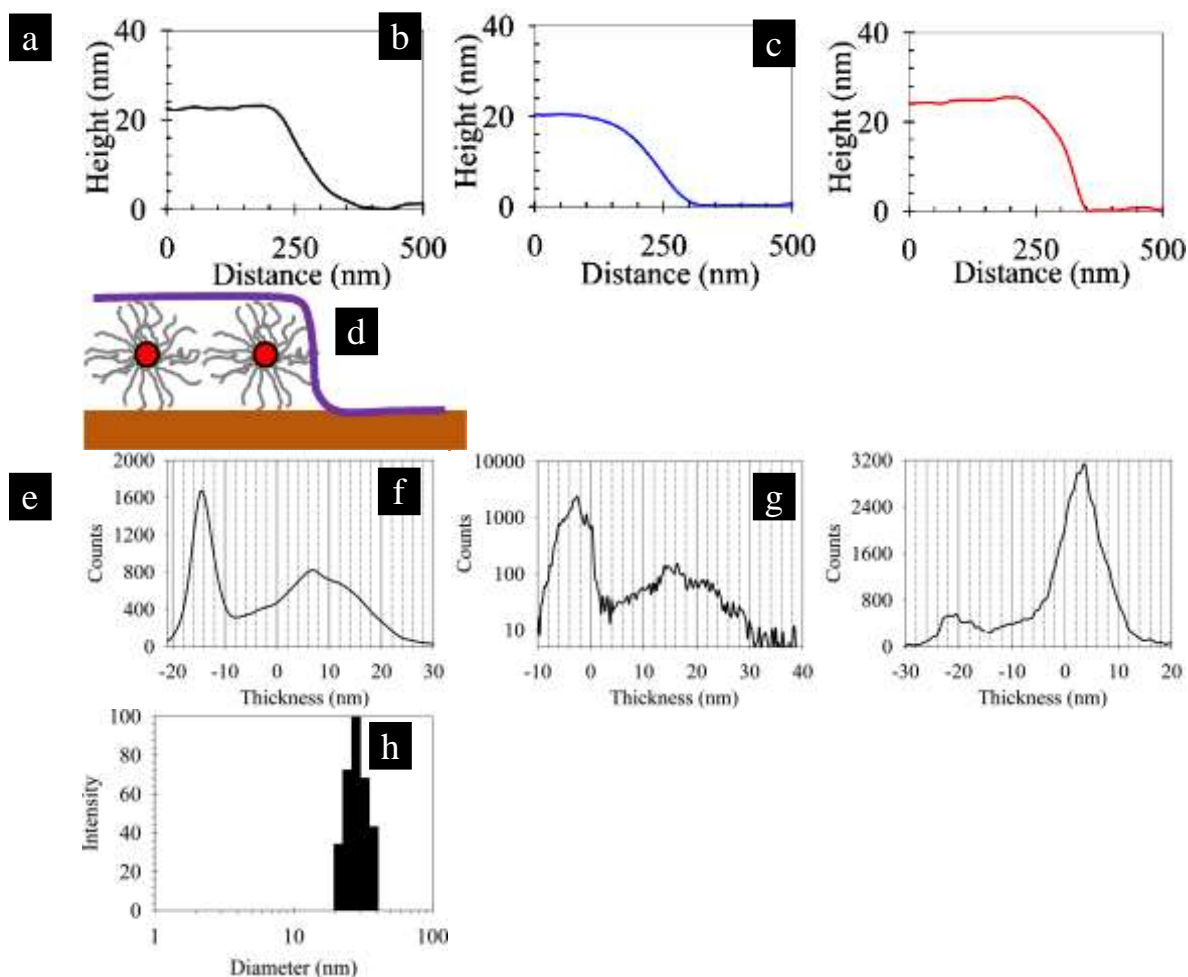 a
40
20
0
Height (nm)
0 250 500
Distance (nm)
b
40
20
0
Height (nm)
0 250 500
Distance (nm)
c
40
20
0
Height (nm)
0 250 500
Distance (nm)
d
e
2000
1600
1200
800
400
0
Counts
-20 -10 0 10 20 30
Thickness (nm)
f
10000
1000
100
10
Counts
-10 0 10 20 30 40
Thickness (nm)
g
3200
2400
1600
800
0
Counts
-30 -20 -10 0 10 20
Thickness (nm)
100
80
60
40
20
0
Intensity
1 10 100
Diameter (nm)
h